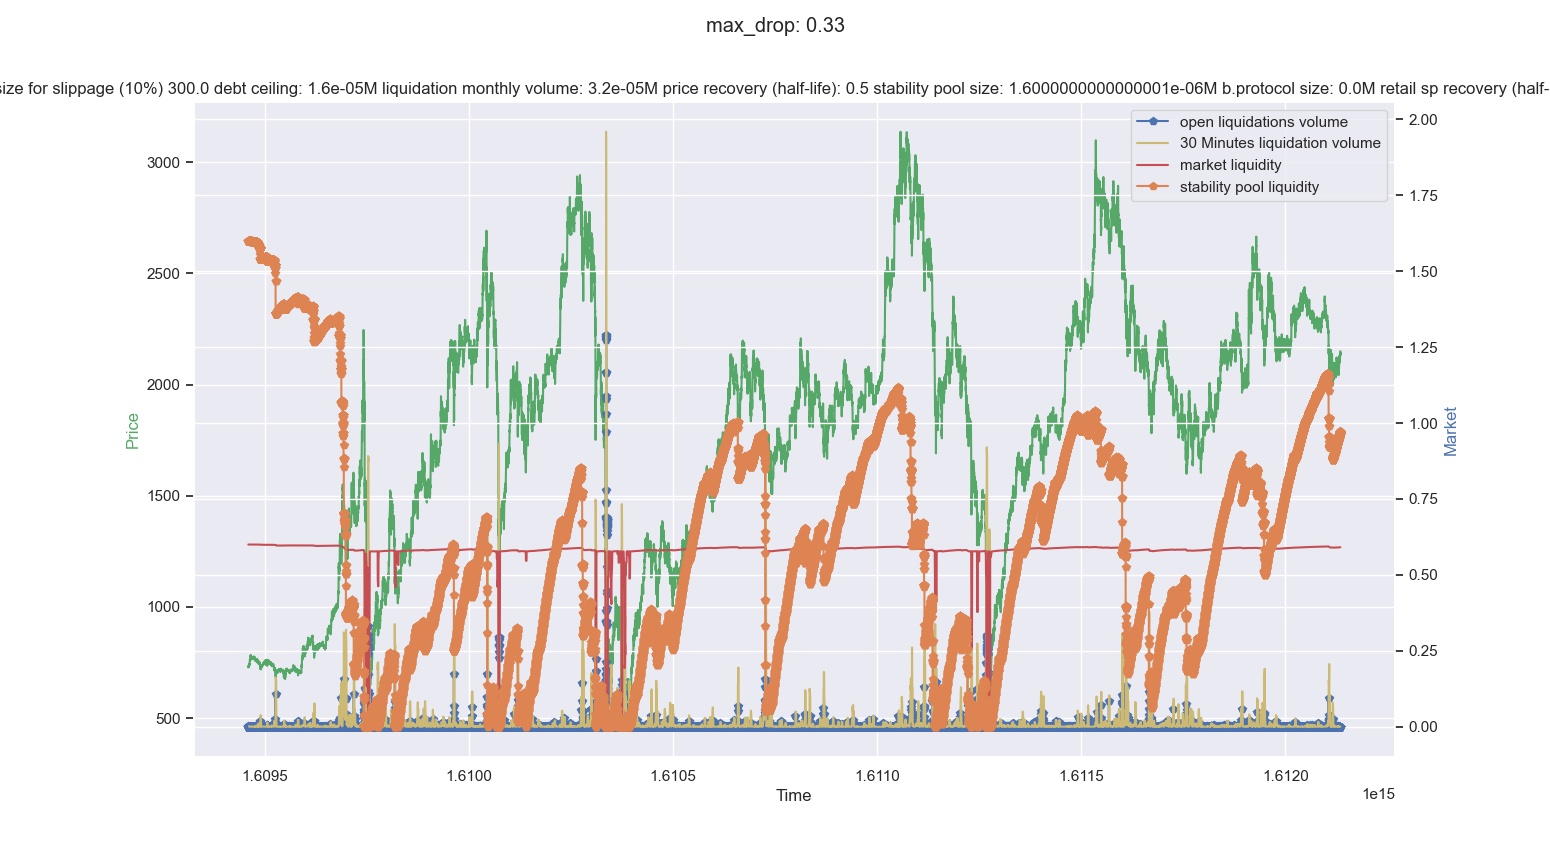 max_drop: 0.33
size for slippage (10%) 300.0 debt ceiling: 1.6e-05M liquidation monthly volume: 3.2e-05M price recovery (half-life): 0.5 stability pool size: 1.6000000000000001e-06M b.protocol size: 0.0M retail sp recovery (half-
open liquidations volume
30 Minutes liquidation volume
market liquidity
stability pool liquidity
3000
2500
2000
1500
1000
500
Price
2.00
1.75
1.50
1.25
1.00
0.75
0.50
0.25
0.00
Market
1.6095 1.6100 1.6105 1.6110 1.6115 1.6120
1e15
Time